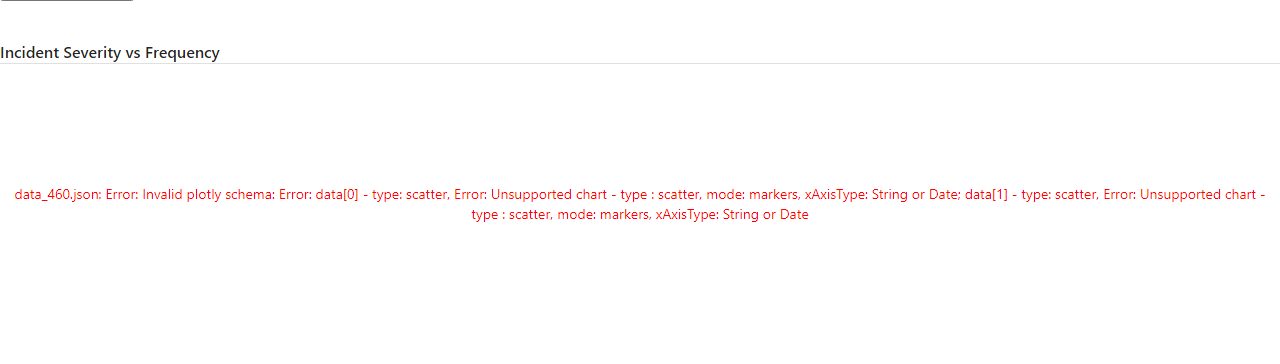 Incident Severity vs Frequency
data_460.json: Error: Invalid plotly schema: Error: data[0] - type: scatter, Error: Unsupported chart - type : scatter, mode: markers, xAxisType: String or Date; data[1] - type: scatter, Error: Unsupported chart -
type : scatter, mode: markers, xAxisType: String or Date